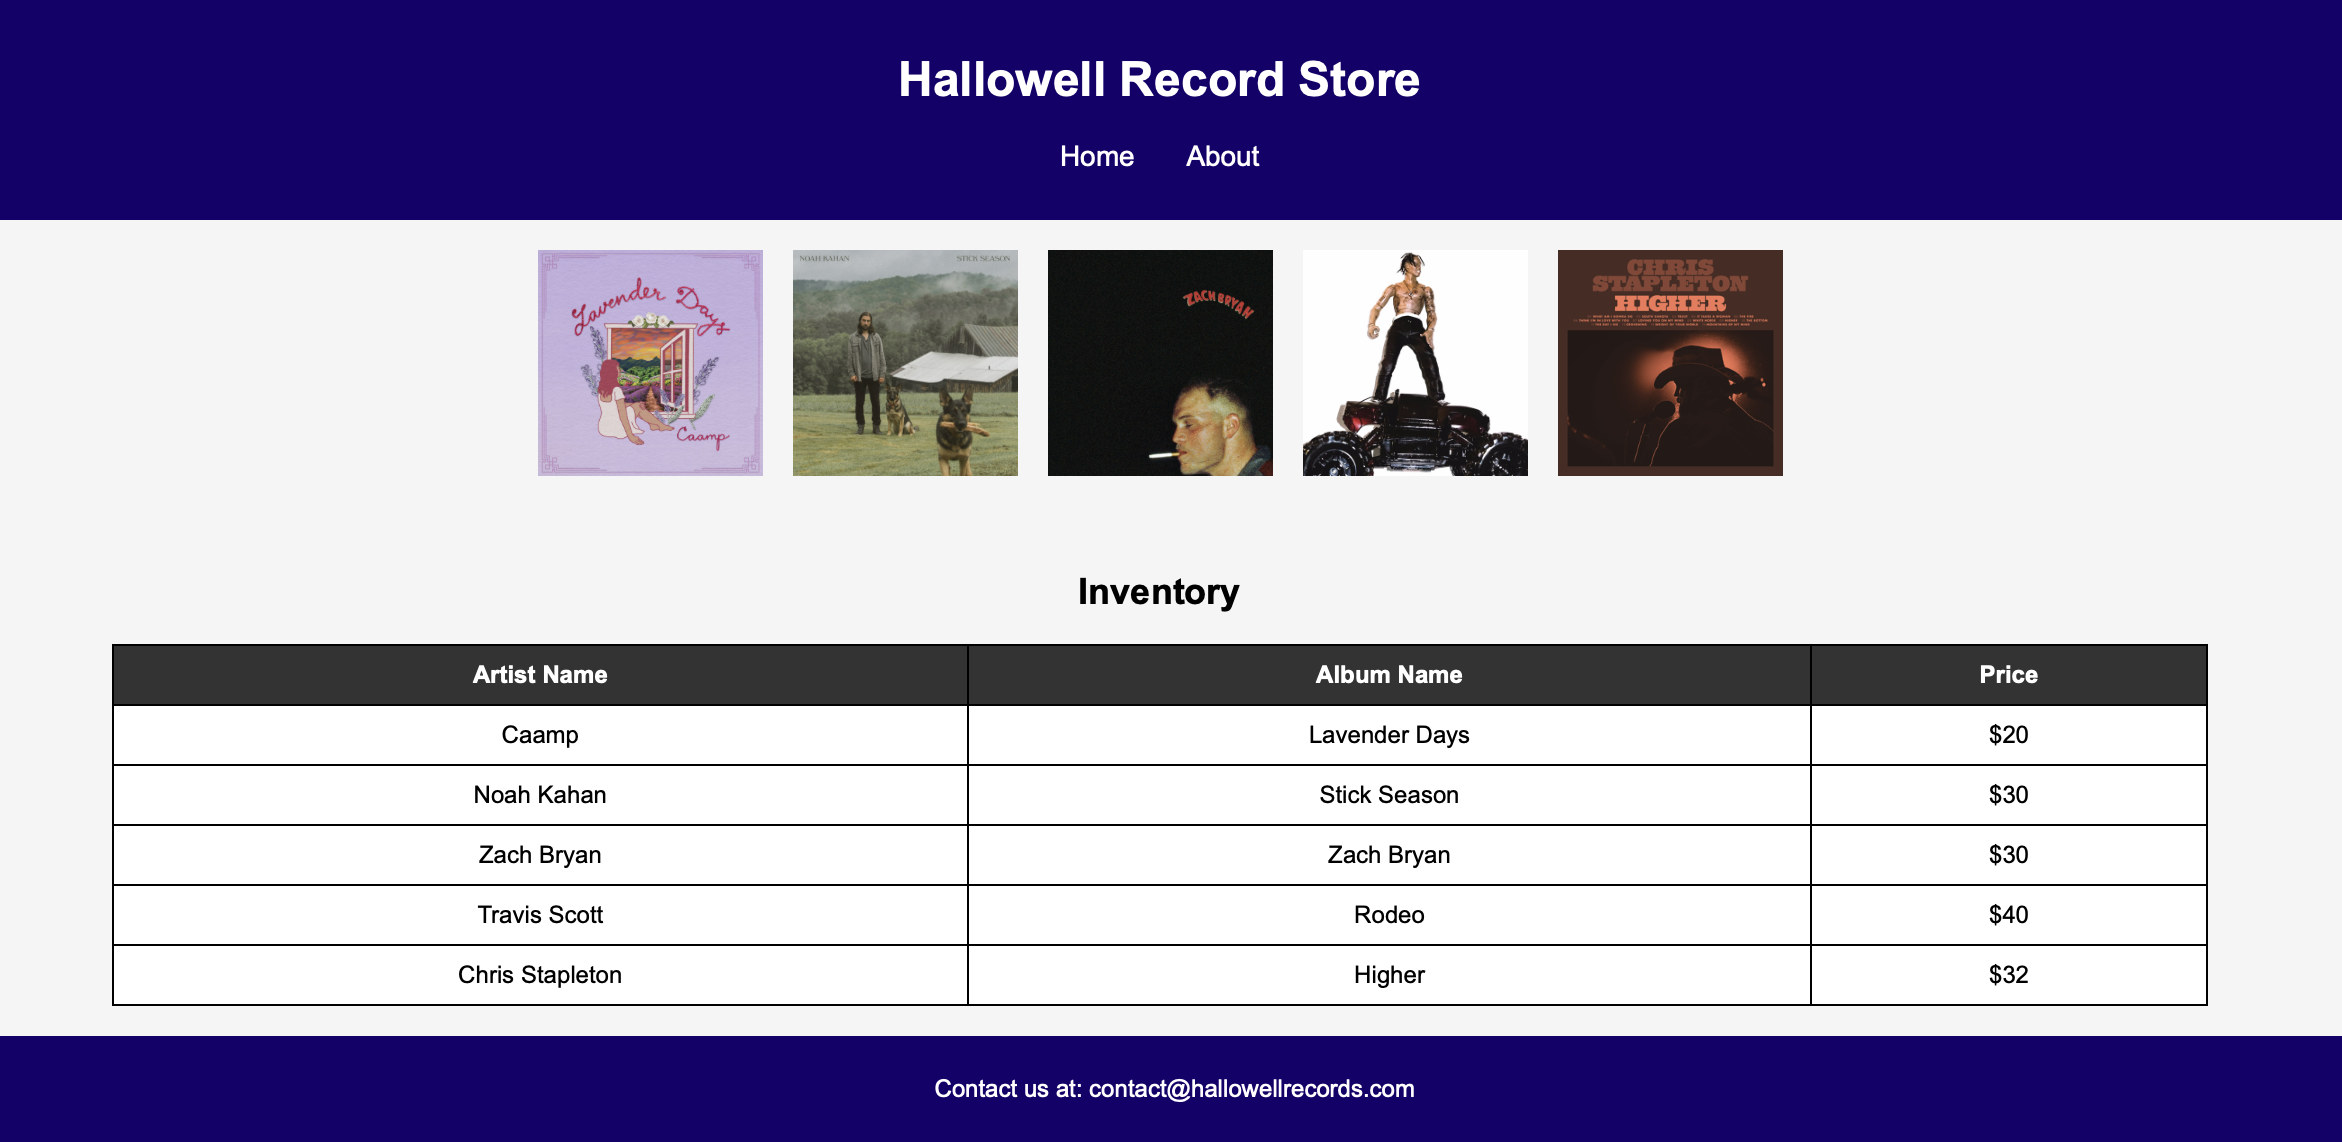 Hallowell Record Store
Home About
Lavender Days
Caamp
NOAH KAHAN STICK SEASON
ZACH BRYAN
CHRIS
STAPLETON
HIGHER
Inventory
Artist Name Album Name Price
Caamp Lavender Days $20
Noah Kahan Stick Season $30
Zach Bryan Zach Bryan $30
Travis Scott Rodeo $40
Chris Stapleton Higher $32
Contact us at: contact@hallowellrecords.com